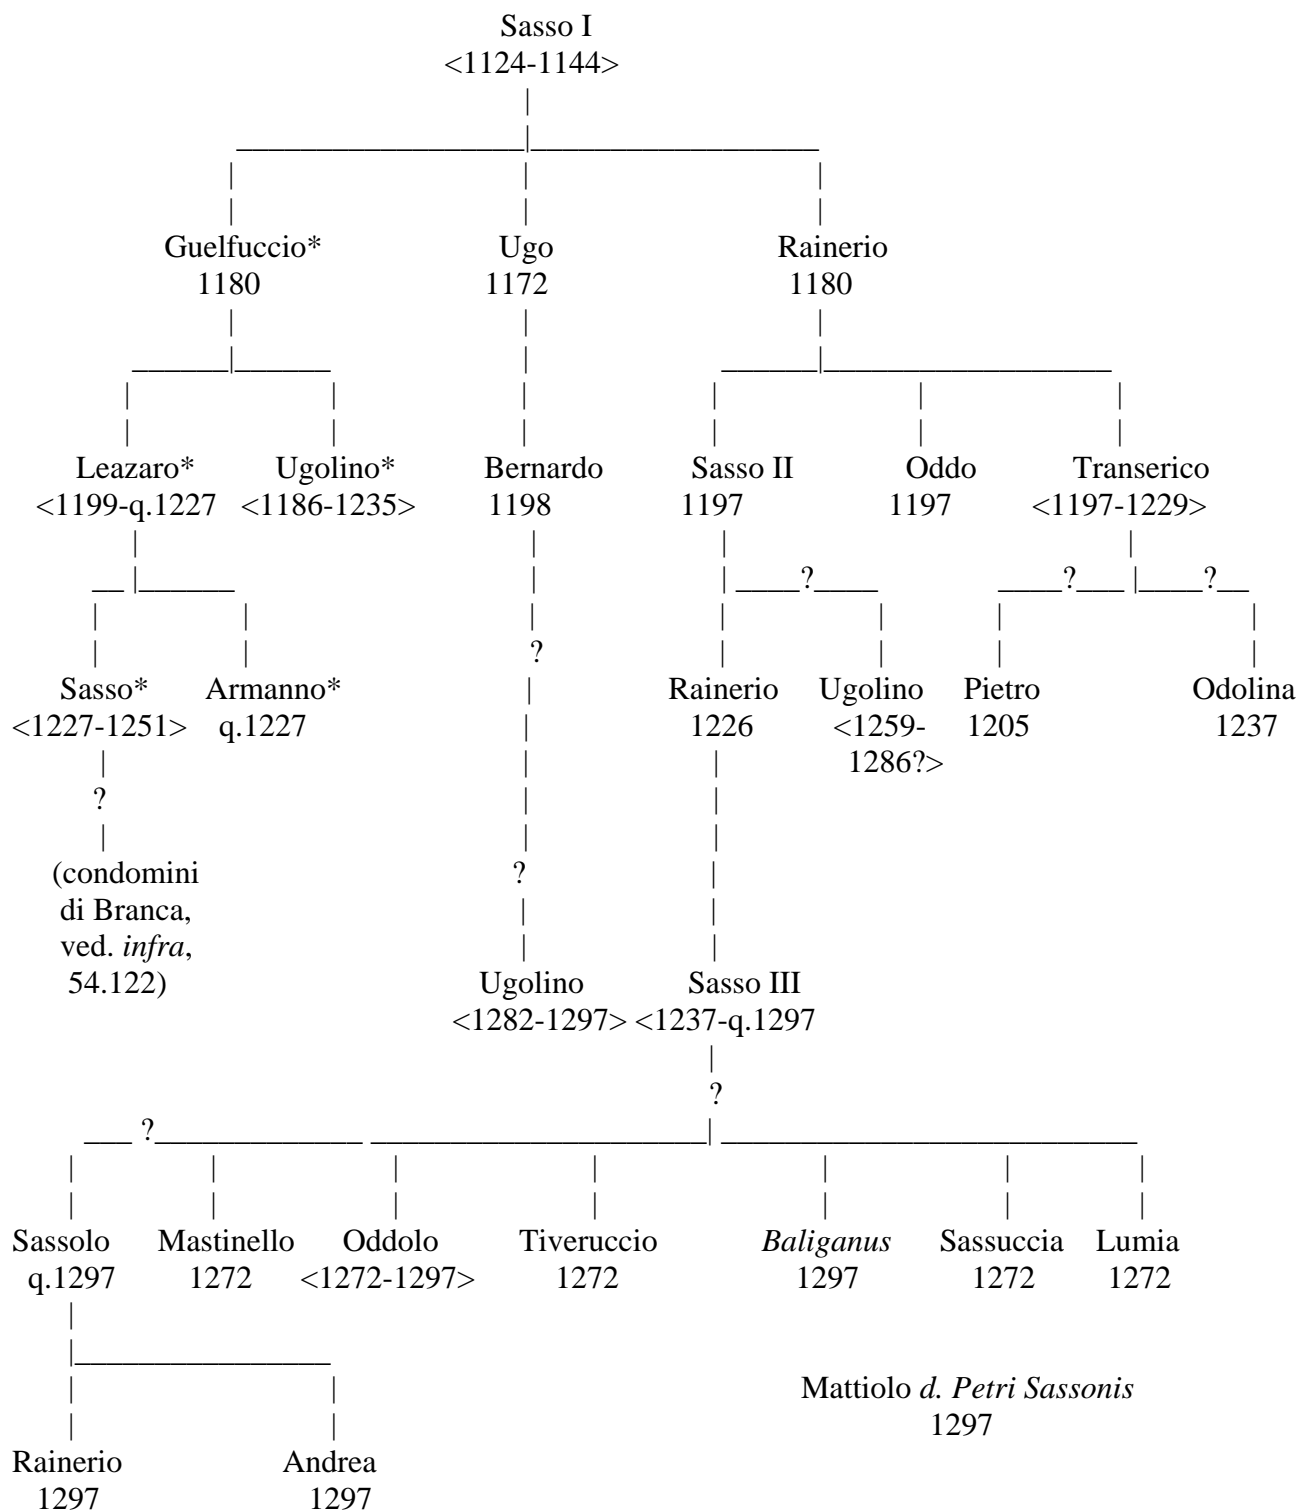 Sasso I
<1124-1144>
Guelfuccio* Ugo Rainerio
1180 1172 1180
Leazaro* Ugolino* Bernardo Sasso II Oddo Transerico
<1199-q.1227 <1186-1235> 1198 1197 1197 <1197-1229>
? ? ?
?
Sasso* Armanno* Rainerio Ugolino Pietro Odolina
<1227-1251> q.1227 1226 <1259- 1205 1237
1286?>
?
(condomini ?
di Branca,
ved. infra,
54.122) Ugolino Sasso III
<1282-1297> <1237-q.1297
?
?
Sassolo Mastinello Oddolo Tiveruccio Baliganus Sassuccia Lumia
q.1297 1272 <1272-1297> 1272 1297 1272 1272
Mattiolo d. Petri Sassonis
1297
Rainerio Andrea
1297 1297